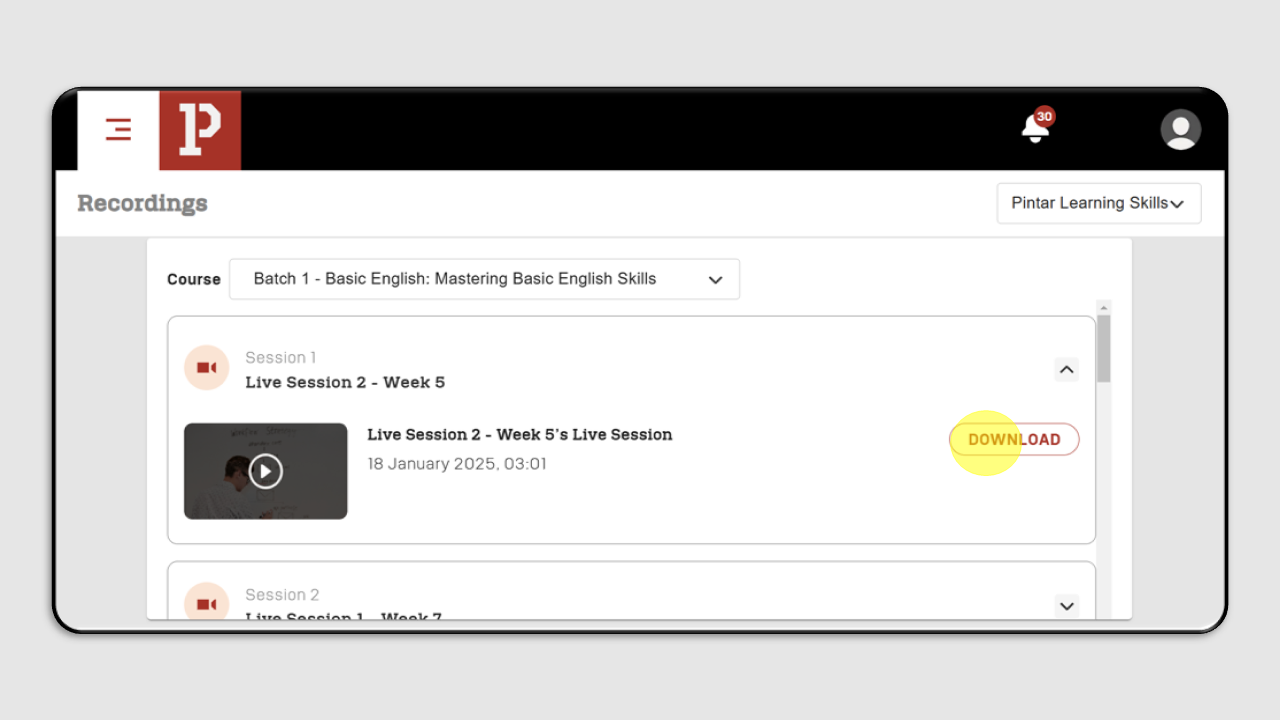 P
30
Recordings
Pintar Learning Skills
Course
Batch 1 - Basic English: Mastering Basic English Skills
Session 1
Live Session 2 - Week 5
Live Session 2 - Week 5's Live Session
DOWNLOAD
18 January 2025, 03:01
Session 2
Live Session 1 - Week 7